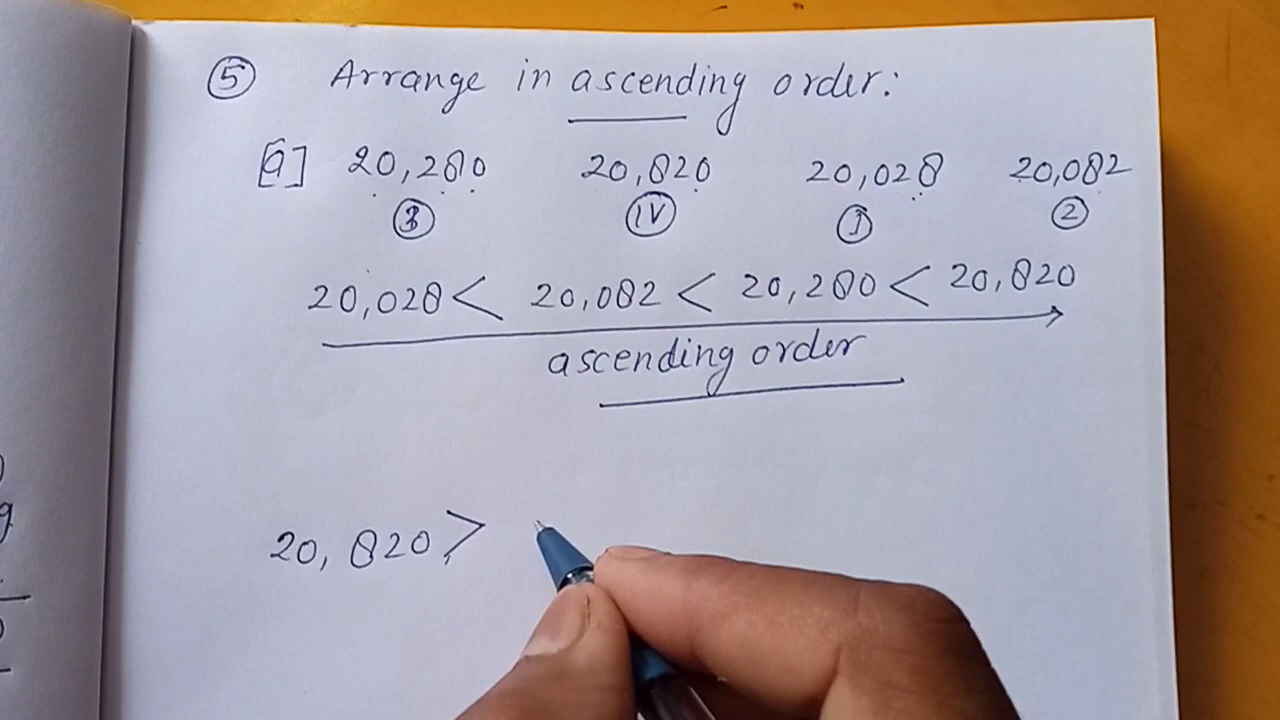 ⑤ Arrange in ascending order:
[a] 20,280 20,820 20,028 20,082
③ IV I ②
20,028 < 20,082 < 20,280 < 20,820
ascending order
20,820 >